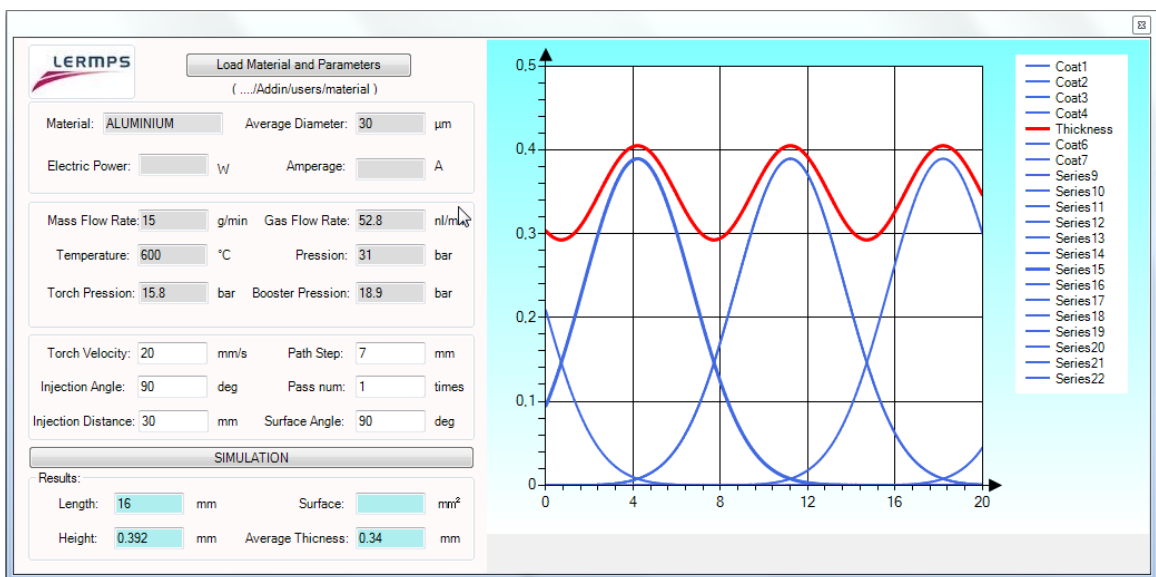 LERMPS
Load Material and Parameters
( ..../Addin/users/material )
Material: ALUMINIUM Average Diameter: 30 µm
Electric Power: W Amperage: A
Mass Flow Rate: 15 g/min Gas Flow Rate: 52.8 nl/m
Temperature: 600 °C Pression: 31 bar
Torch Pression: 15.8 bar Booster Pression: 18.9 bar
Torch Velocity: 20 mm/s Path Step: 7 mm
Injection Angle: 90 deg Pass num: 1 times
Injection Distance: 30 mm Surface Angle: 90 deg
SIMULATION
Results:
Length: 16 mm Surface: mm²
Height: 0.392 mm Average Thicness: 0.34 mm
0,5
0,4
0,3
0,2
0,1
0
0 4 8 12 16 20
Coat1
Coat2
Coat3
Coat4
Thickness
Coat6
Coat7
Series9
Series10
Series11
Series12
Series13
Series14
Series15
Series16
Series17
Series18
Series19
Series20
Series21
Series22